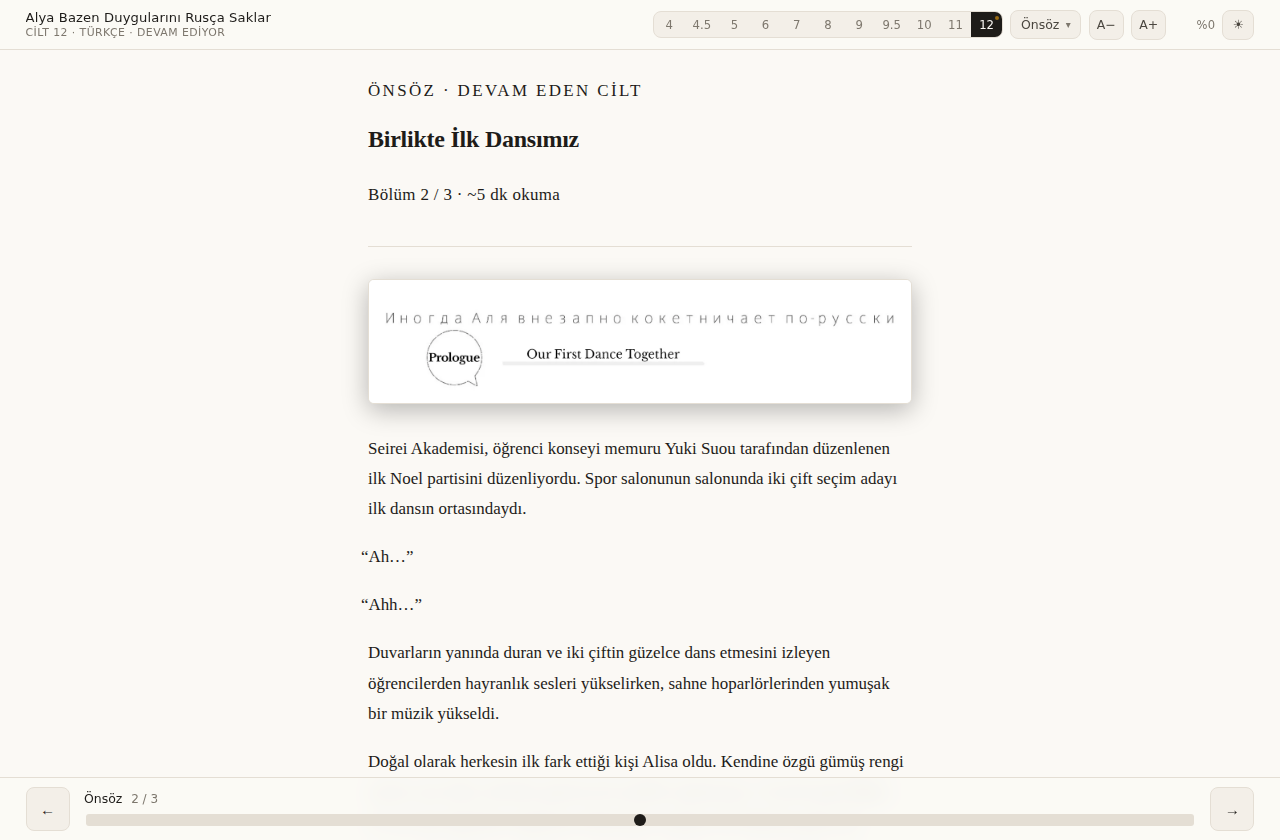 Alya Bazen Duygularını Rusça Saklar
CİLT 12 · TÜRKÇE · DEVAM EDİYOR
4 4.5 5 6 7 8 9 9.5 10 11 12 Önsöz ▾ A− A+ %0 ☀
ÖNSÖZ · DEVAM EDEN CİLT
Birlikte İlk Dansımız
Bölüm 2 / 3 · ~5 dk okuma
Иногда Аля внезапно кокетничает по-русски
Prologue
Our First Dance Together
Seirei Akademisi, öğrenci konseyi memuru Yuki Suou tarafından düzenlenen
ilk Noel partisini düzenliyordu. Spor salonunun salonunda iki çift seçim adayı
ilk dansın ortasındaydı.
“Ah…”
“Ahh…”
Duvarların yanında duran ve iki çiftin güzelce dans etmesini izleyen
öğrencilerden hayranlık sesleri yükselirken, sahne hoparlörlerinden yumuşak
bir müzik yükseldi.
Doğal olarak herkesin ilk fark ettiği kişi Alisa oldu. Kendine özgü gümüş rengi
← Önsöz 2 / 3 →